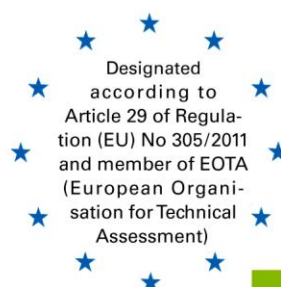 Designated
according to
Article 29 of Regula-
tion (EU) No 305/2011
and member of EOTA
(European Organi-
sation for Technical
Assessment)